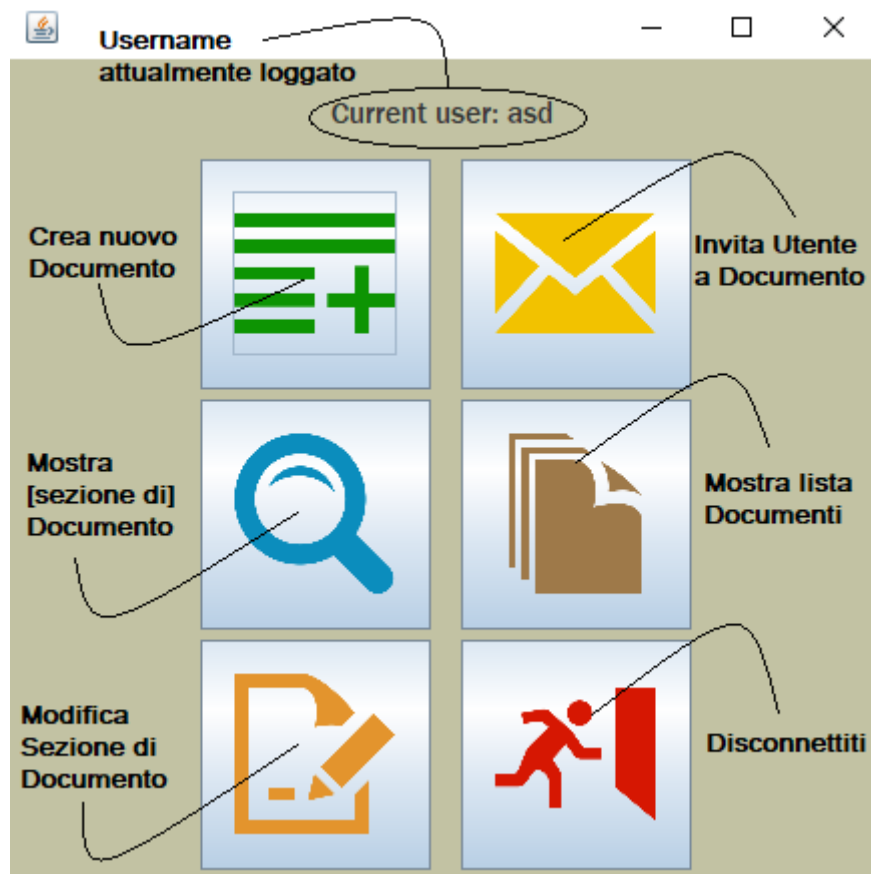 Username
attualmente loggato
Current user: asd
Crea nuovo
Documento
Invita Utente
a Documento
Mostra
[sezione di]
Documento
Mostra lista
Documenti
Modifica
Sezione di
Documento
Disconnettiti